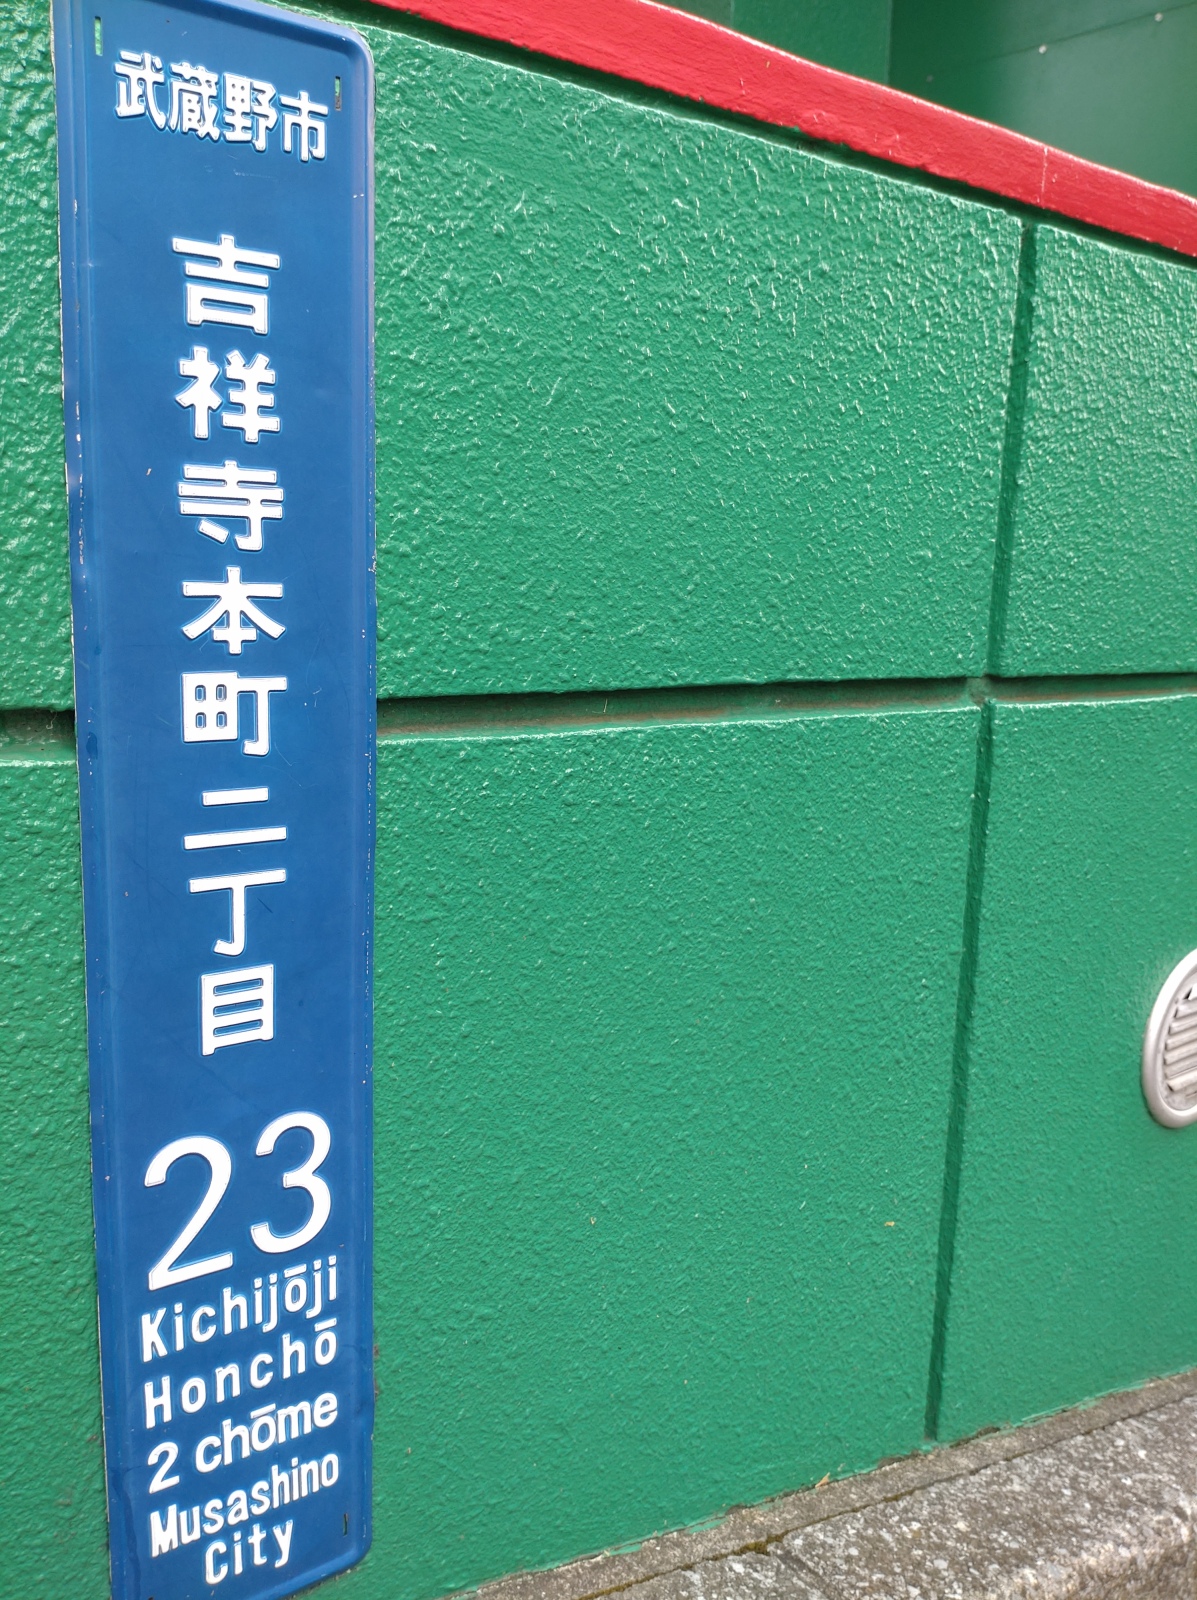 武蔵野市
吉祥寺本町二丁目
23
Kichijōji
Honchō
2 chōme
Musashino
City